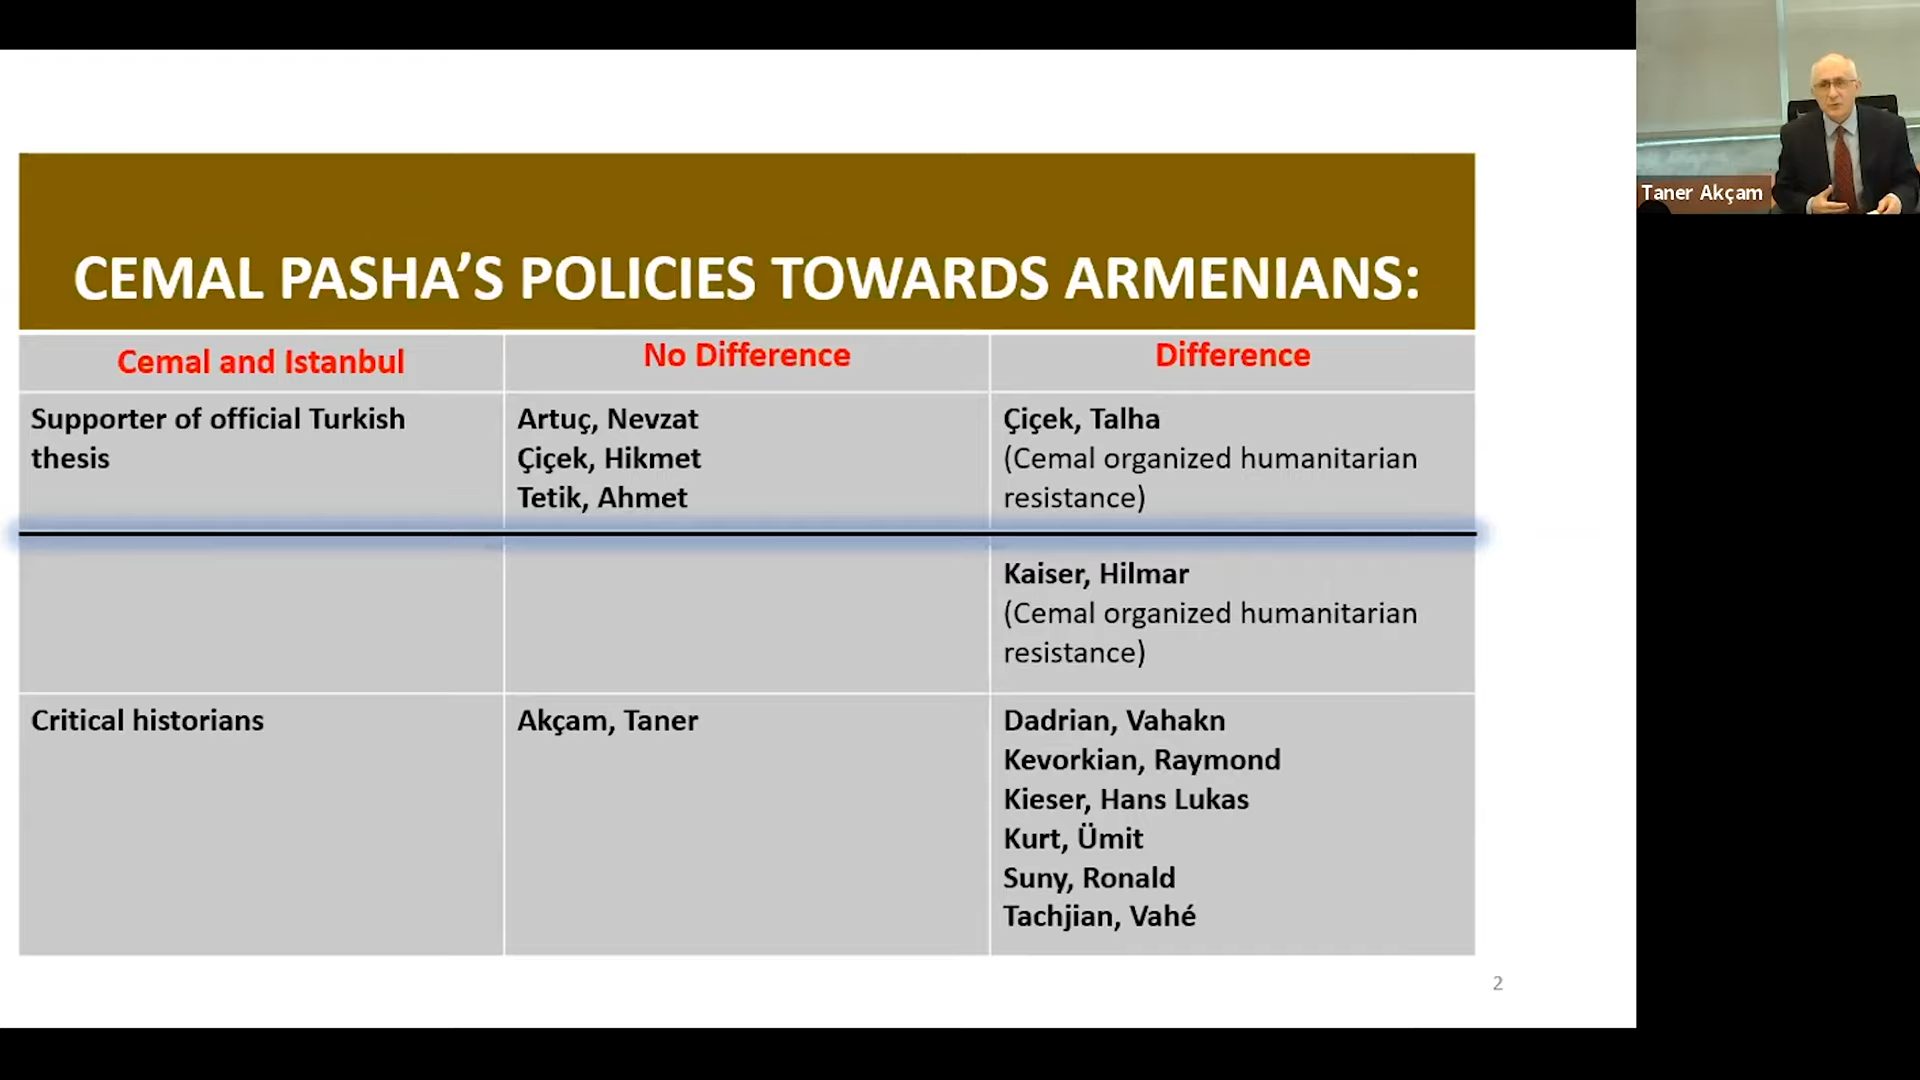 CEMAL PASHA’S POLICIES TOWARDS ARMENIANS:
Cemal and Istanbul
No Difference
Difference
Supporter of official Turkish
thesis
Artuç, Nevzat
Çiçek, Hikmet
Tetik, Ahmet
Çiçek, Talha
(Cemal organized humanitarian
resistance)
Kaiser, Hilmar
(Cemal organized humanitarian
resistance)
Critical historians
Akçam, Taner
Dadrian, Vahakn
Kevorkian, Raymond
Kieser, Hans Lukas
Kurt, Ümit
Suny, Ronald
Tachjian, Vahé
2
Taner Akçam